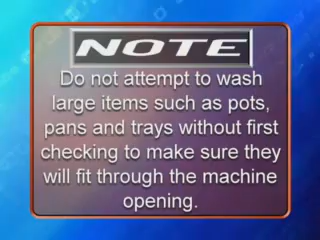 NOTE
Do not attempt to wash
large items such as pots,
pans and trays without first
checking to make sure they
will fit through the machine
opening.